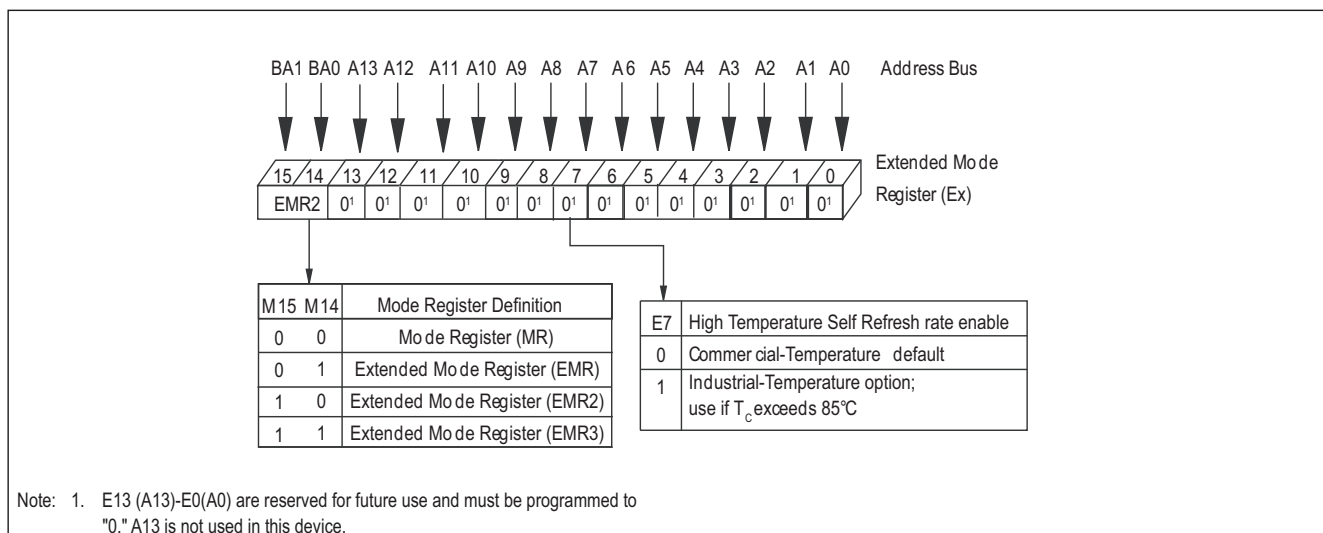 BA1 BA0 A13 A12 A11 A10 A9 A8 A7 A6 A5 A4 A3 A2 A1 A0 Address Bus
15 14 13 12 11 10 9 8 7 6 5 4 3 2 1 0
Extended Mode
Register (Ex)
EMR2 0¹ 0¹ 0¹ 0¹ 0¹ 0¹ 0¹ 0¹ 0¹ 0¹ 0¹ 0¹ 0¹ 0¹
M15 M14 Mode Register Definition
0 0 Mode Register (MR)
0 1 Extended Mode Register (EMR)
1 0 Extended Mode Register (EMR2)
1 1 Extended Mode Register (EMR3)
E7 High Temperature Self Refresh rate enable
0 Commer cial-Temperature default
1 Industrial-Temperature option;
use if TC exceeds 85°C
Note: 1. E13 (A13)-E0(A0) are reserved for future use and must be programmed to
"0." A13 is not used in this device.